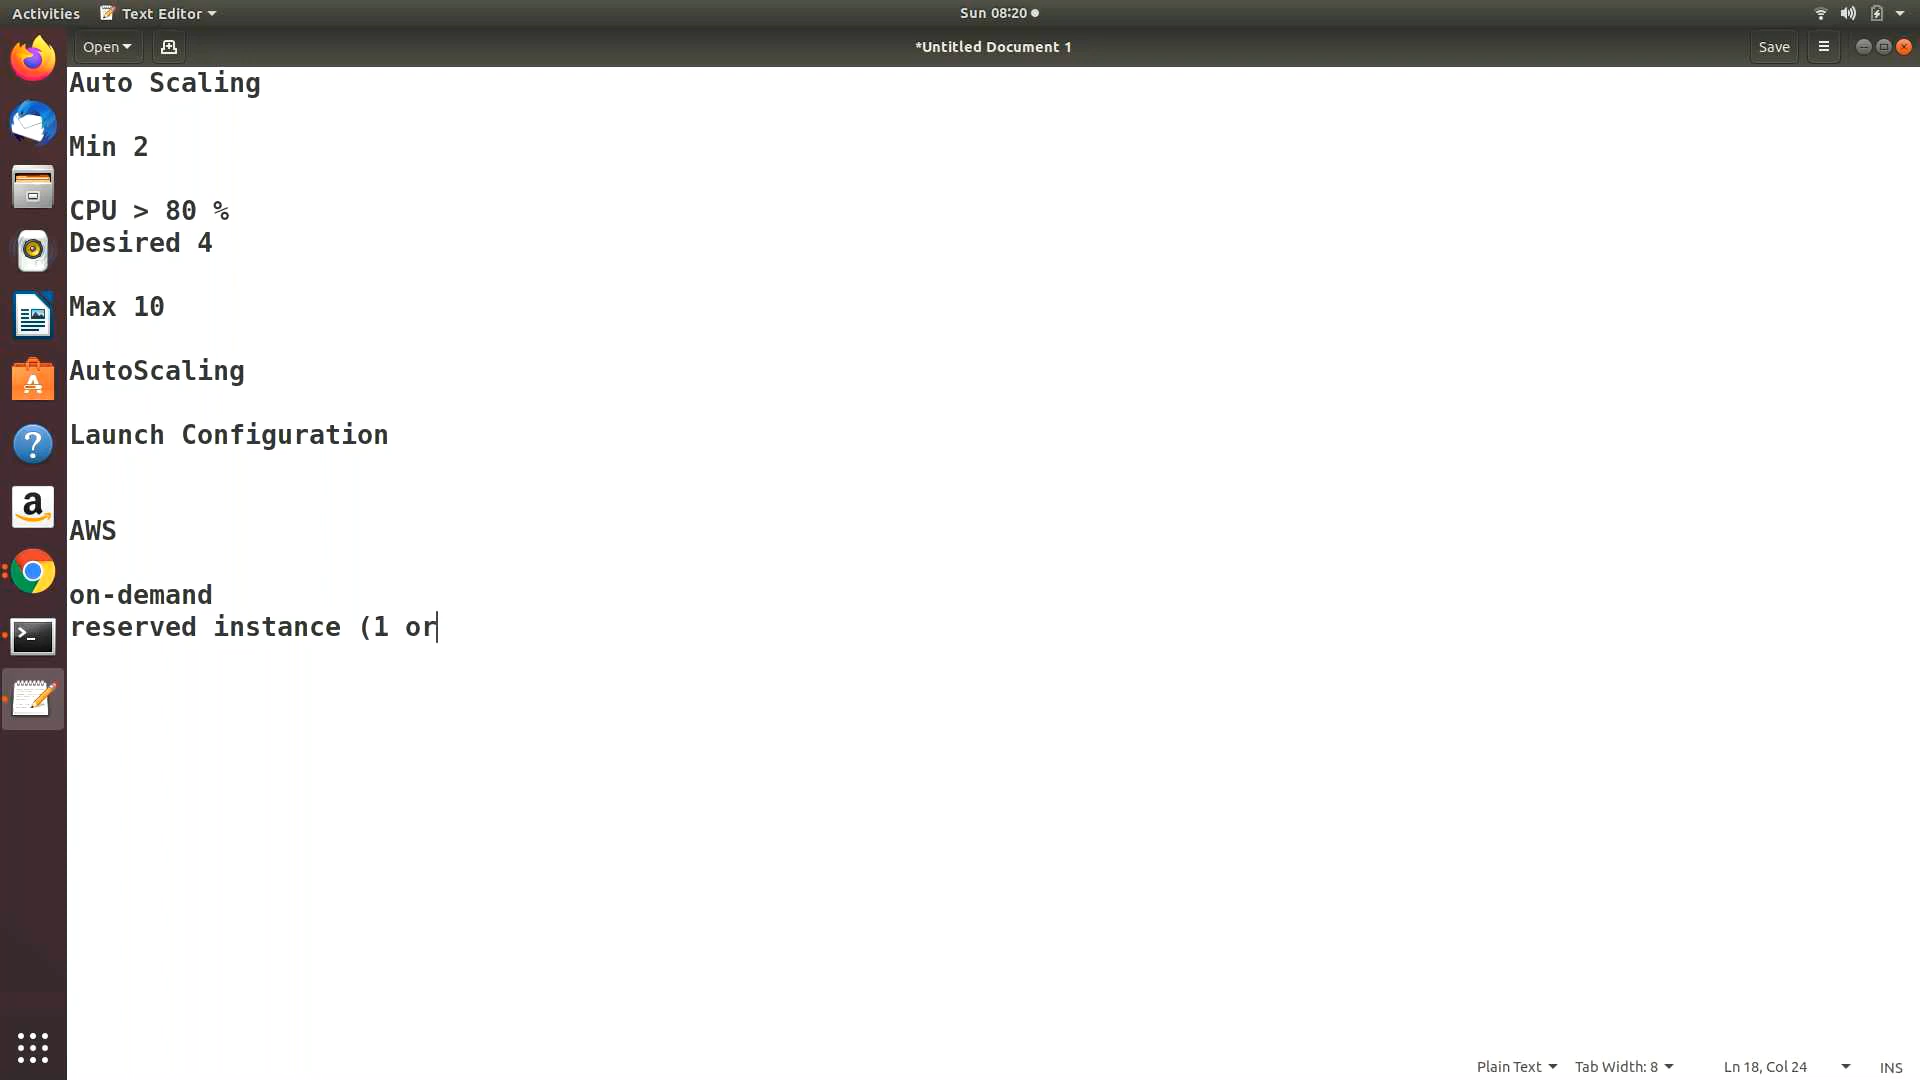 Activities Text Editor Sun 08:20
Open *Untitled Document 1 Save
Auto Scaling
Min 2
CPU > 80 %
Desired 4
Max 10
AutoScaling
Launch Configuration
AWS
on-demand
reserved instance (1 or
Plain Text Tab Width: 8 Ln 18, Col 24 INS